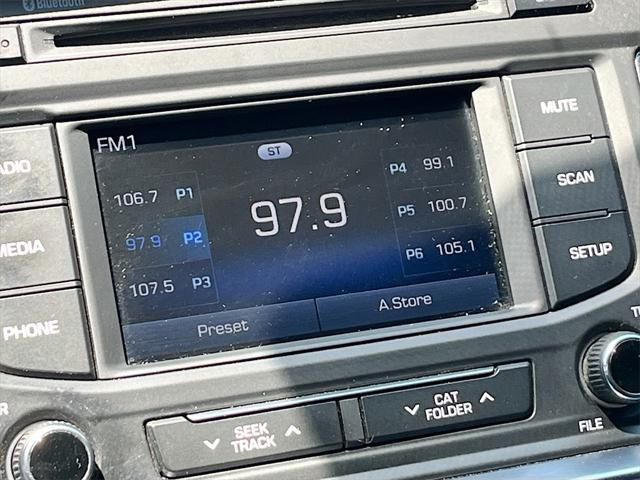 Bluetooth
FM1
ST
106.7 P1
97.9 P2
107.5 P3
97.9
P4 99.1
P5 100.7
P6 105.1
Preset
A.Store
MEDIA
PHONE
MUTE
SCAN
SETUP
SEEK
TRACK
CAT
FOLDER
FILE